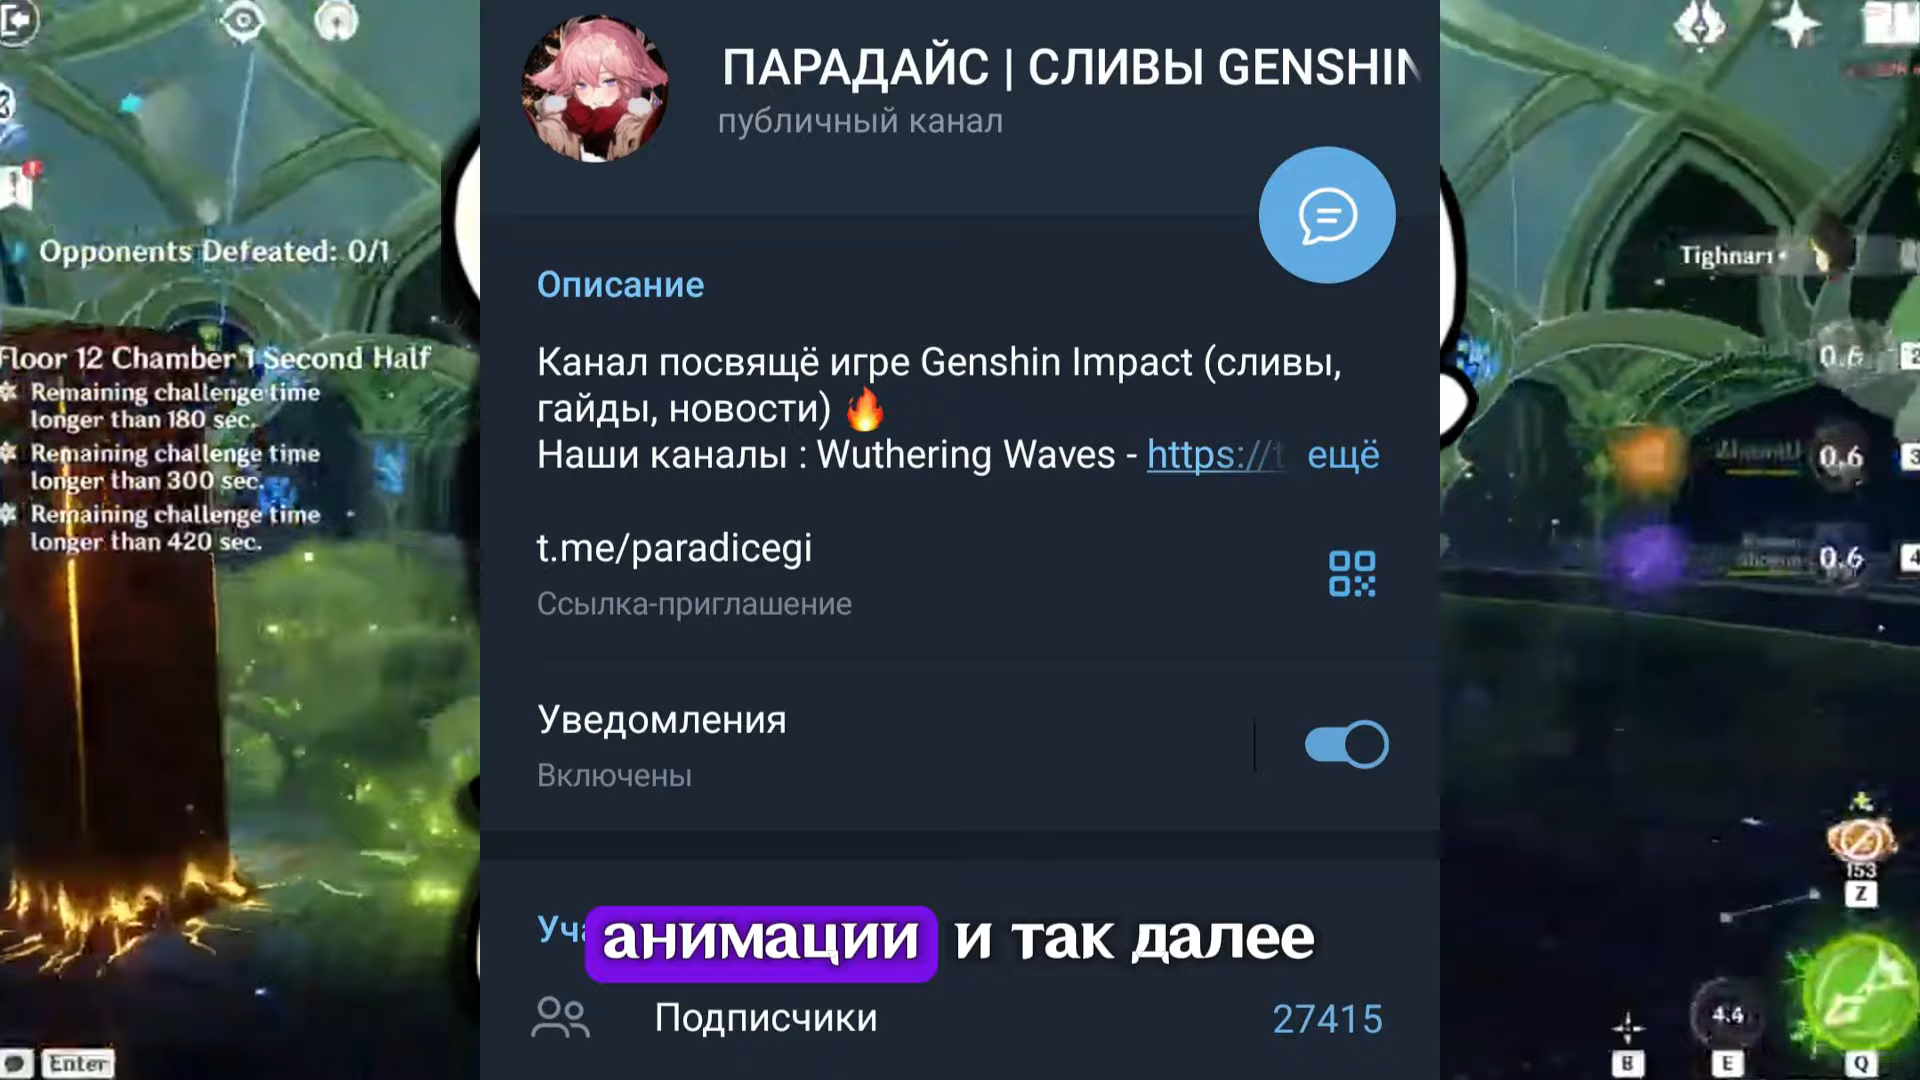 ПАРАДАЙС | СЛИВЫ GENSHIN
публичный канал
Описание
Канал посвящё игре Genshin Impact (сливы,
гайды, новости) 🔥
Наши каналы : Wuthering Waves - https://t ещё
t.me/paradicegi
Ссылка-приглашение
Уведомления
Включены
анимации и так далее
Подписчики
27415
Opponents Defeated: 0/1
Floor 12 Chamber 1 Second Half
Remaining challenge time
longer than 180 sec.
Remaining challenge time
longer than 300 sec.
Remaining challenge time
longer than 420 sec.
Enter
Tighnari
0.6
0.6
0.6
153
Z
4.4
B
E
Q